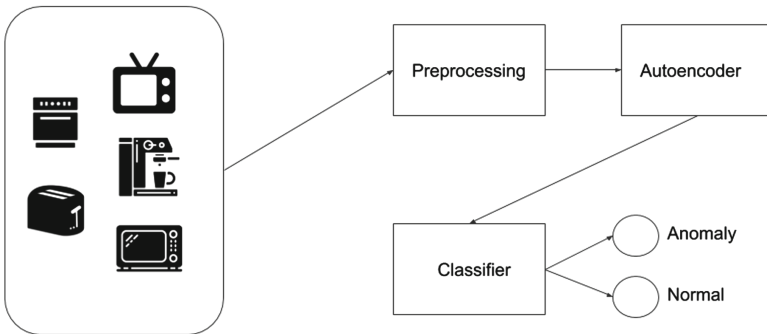 Preprocessing
Autoencoder
Classifier
Anomaly
Normal